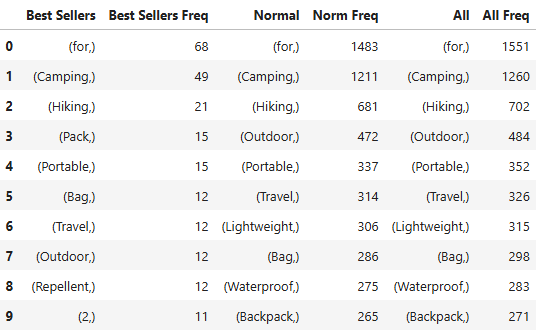 Best Sellers Best Sellers Freq Normal Norm Freq All All Freq
0 (for,) 68 (for,) 1483 (for,) 1551
1 (Camping,) 49 (Camping,) 1211 (Camping,) 1260
2 (Hiking,) 21 (Hiking,) 681 (Hiking,) 702
3 (Pack,) 15 (Outdoor,) 472 (Outdoor,) 484
4 (Portable,) 15 (Portable,) 337 (Portable,) 352
5 (Bag,) 12 (Travel,) 314 (Travel,) 326
6 (Travel,) 12 (Lightweight,) 306 (Lightweight,) 315
7 (Outdoor,) 12 (Bag,) 286 (Bag,) 298
8 (Repellent,) 12 (Waterproof,) 275 (Waterproof,) 283
9 (2,) 11 (Backpack,) 265 (Backpack,) 271